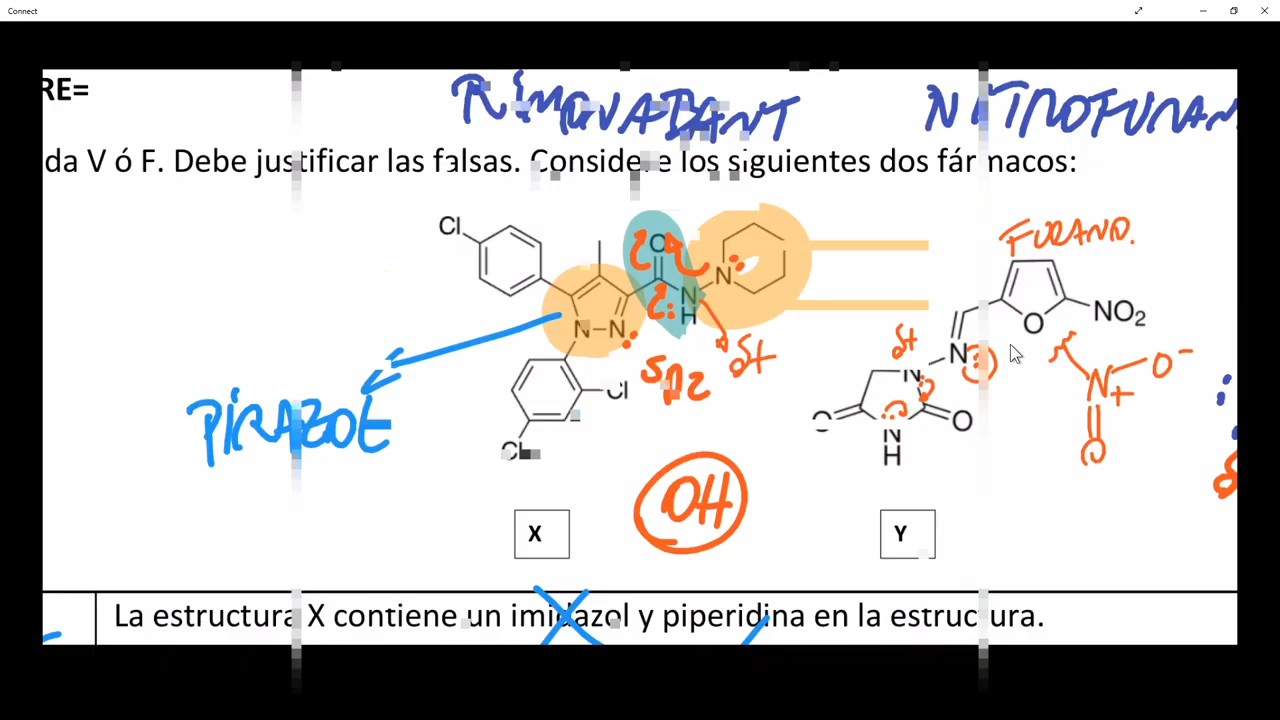 Connect
RE=
RIMONABANT NITROFURAN
da V ó F. Debe justificar las falsas. Considere los siguientes dos fármacos:
Cl
O
N
N
H
N N
Cl
Cl
FURANO.
O
NO₂
N
N
O
O
N
H
δ+
δ+
SP2
N+
O⁻
O
PIRAZOL
OH
X
Y
La estructura X contiene un imidazol y piperidina en la estructura.